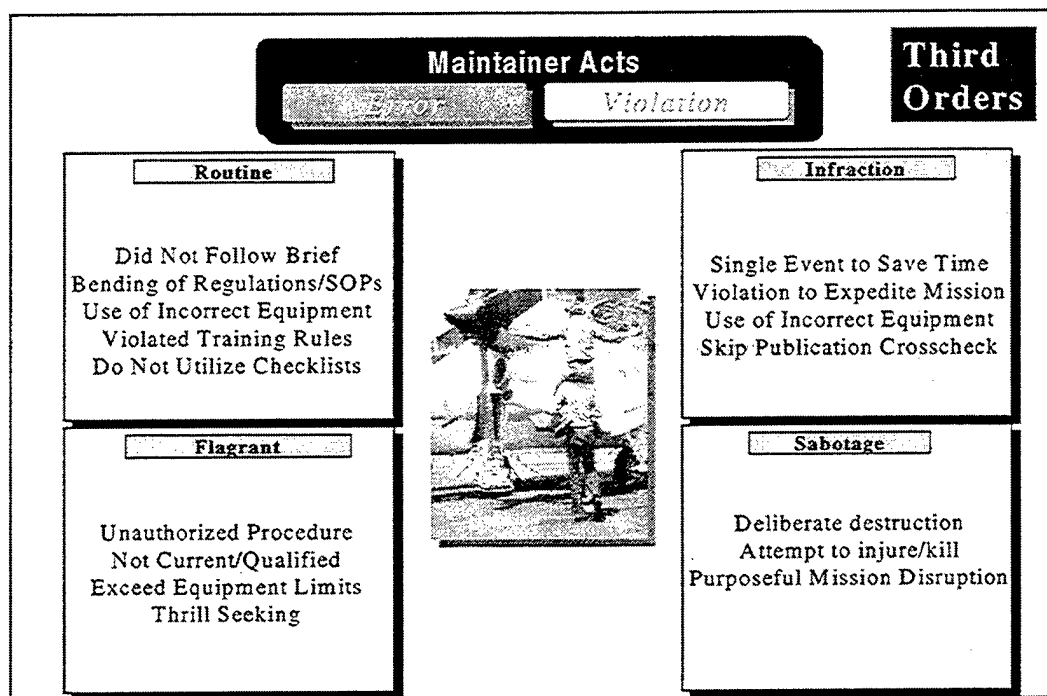 Maintainer Acts
Error
Violation
Third
Orders
Routine
Did Not Follow Brief
Bending of Regulations/SOPs
Use of Incorrect Equipment
Violated Training Rules
Do Not Utilize Checklists
Infraction
Single Event to Save Time
Violation to Expedite Mission
Use of Incorrect Equipment
Skip Publication Crosscheck
Flagrant
Unauthorized Procedure
Not Current/Qualified
Exceed Equipment Limits
Thrill Seeking
Sabotage
Deliberate destruction
Attempt to injure/kill
Purposeful Mission Disruption